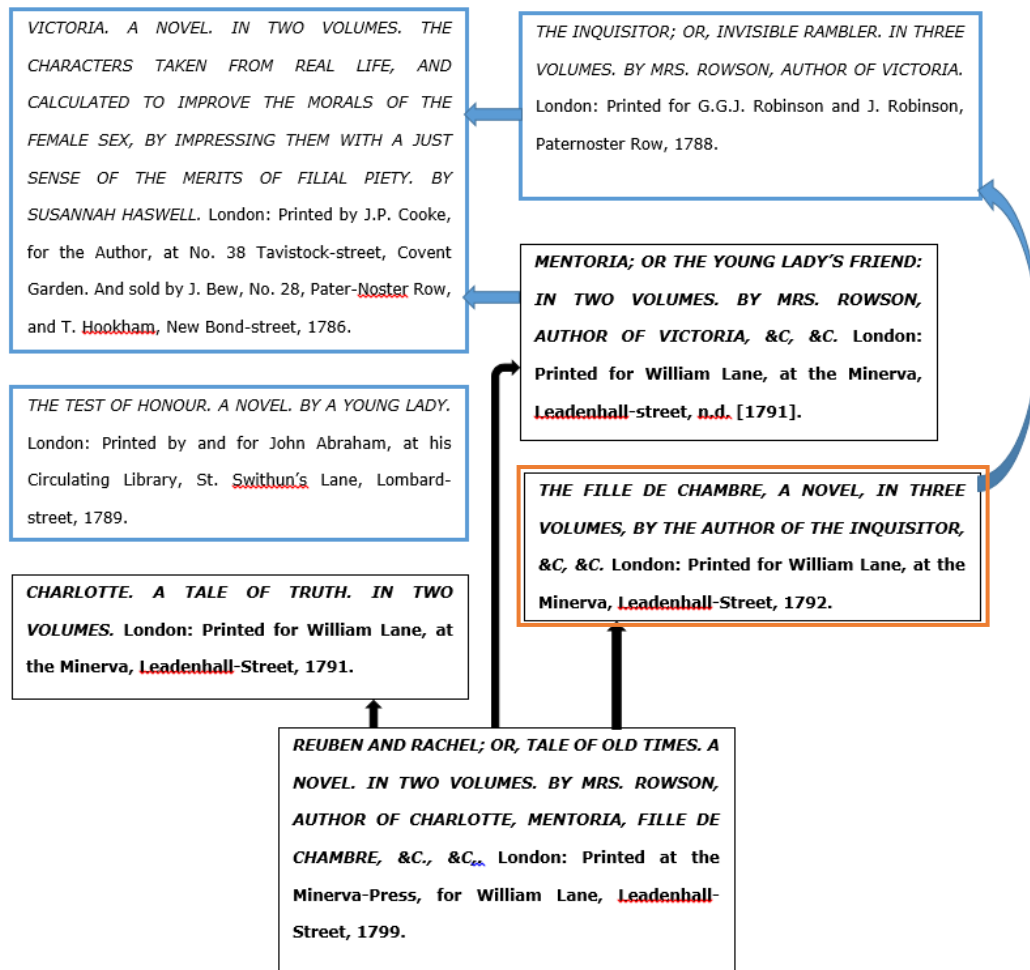 VICTORIA. A NOVEL. IN TWO VOLUMES. THE
CHARACTERS TAKEN FROM REAL LIFE, AND
CALCULATED TO IMPROVE THE MORALS OF THE
FEMALE SEX, BY IMPRESSING THEM WITH A JUST
SENSE OF THE MERITS OF FILIAL PIETY. BY
SUSANNAH HASWELL. London: Printed by J.P. Cooke,
for the Author, at No. 38 Tavistock-street, Covent
Garden. And sold by J. Bew, No. 28, Pater-Noster Row,
and T. Hookham, New Bond-street, 1786.
THE INQUISITOR; OR, INVISIBLE RAMBLER. IN THREE
VOLUMES. BY MRS. ROWSON, AUTHOR OF VICTORIA.
London: Printed for G.G.J. Robinson and J. Robinson,
Paternoster Row, 1788.
MENTORIA; OR THE YOUNG LADY'S FRIEND:
IN TWO VOLUMES. BY MRS. ROWSON,
AUTHOR OF VICTORIA, &C, &C. London:
Printed for William Lane, at the Minerva,
Leadenhall-street, n.d. [1791].
THE TEST OF HONOUR. A NOVEL. BY A YOUNG LADY.
London: Printed by and for John Abraham, at his
Circulating Library, St. Swithun's Lane, Lombard-
street, 1789.
THE FILLE DE CHAMBRE, A NOVEL, IN THREE
VOLUMES, BY THE AUTHOR OF THE INQUISITOR,
&C, &C. London: Printed for William Lane, at the
Minerva, Leadenhall-Street, 1792.
CHARLOTTE. A TALE OF TRUTH. IN TWO
VOLUMES. London: Printed for William Lane, at
the Minerva, Leadenhall-Street, 1791.
REUBEN AND RACHEL; OR, TALE OF OLD TIMES. A
NOVEL. IN TWO VOLUMES. BY MRS. ROWSON,
AUTHOR OF CHARLOTTE, MENTORIA, FILLE DE
CHAMBRE, &C., &C,. London: Printed at the
Minerva-Press, for William Lane, Leadenhall-
Street, 1799.